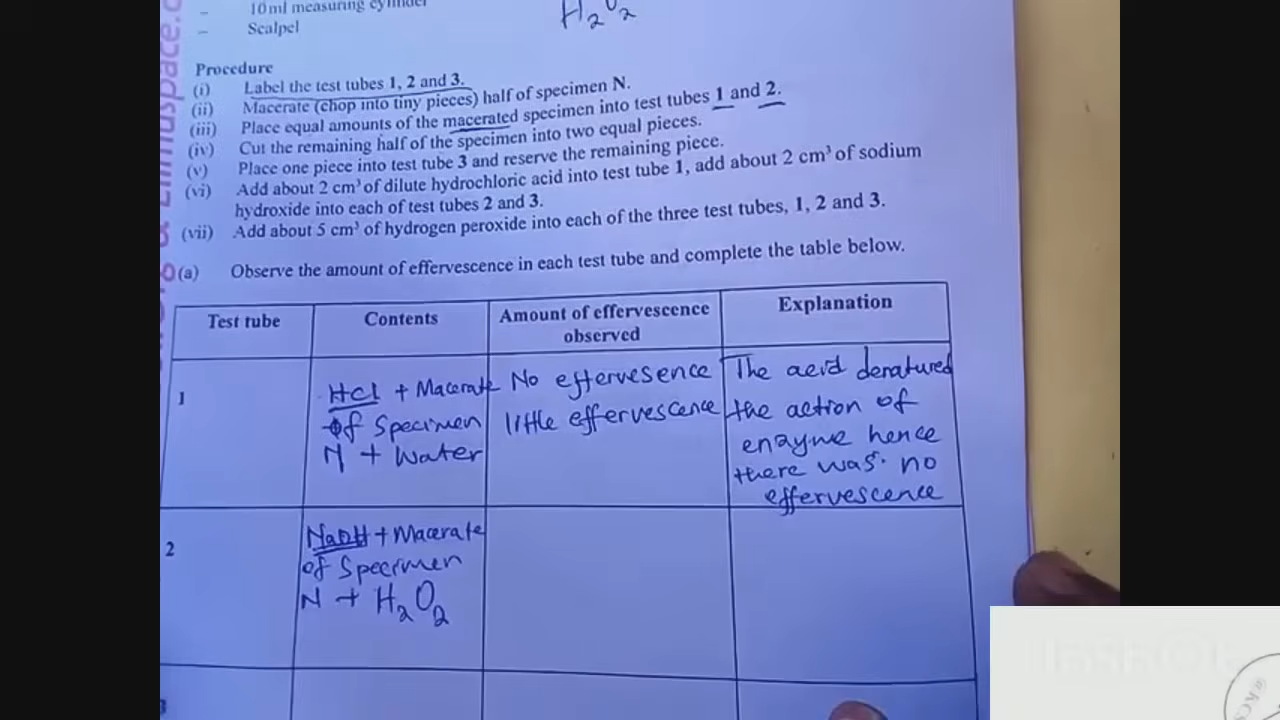 10ml measuring cylinder
Scalpel
H2O2
Procedure
(i) Label the test tubes 1, 2 and 3.
(ii) Macerate (chop into tiny pieces) half of specimen N.
(iii) Place equal amounts of the macerated specimen into test tubes 1 and 2.
(iv) Cut the remaining half of the specimen into two equal pieces.
(v) Place one piece into test tube 3 and reserve the remaining piece.
(vi) Add about 2 cm³ of dilute hydrochloric acid into test tube 1, add about 2 cm³ of sodium
hydroxide into each of test tubes 2 and 3.
(vii) Add about 5 cm³ of hydrogen peroxide into each of the three test tubes, 1, 2 and 3.
(a) Observe the amount of effervescence in each test tube and complete the table below.
Test tube
Contents
Amount of effervescence
observed
Explanation
1
HCl + Macerate
of Specimen
N + Water
No effervesence
little effervescence
The acid denatured
the action of
enzyme hence
there was no
effervescence
2
NaOH + Macerate
of Specimen
N + H2O2